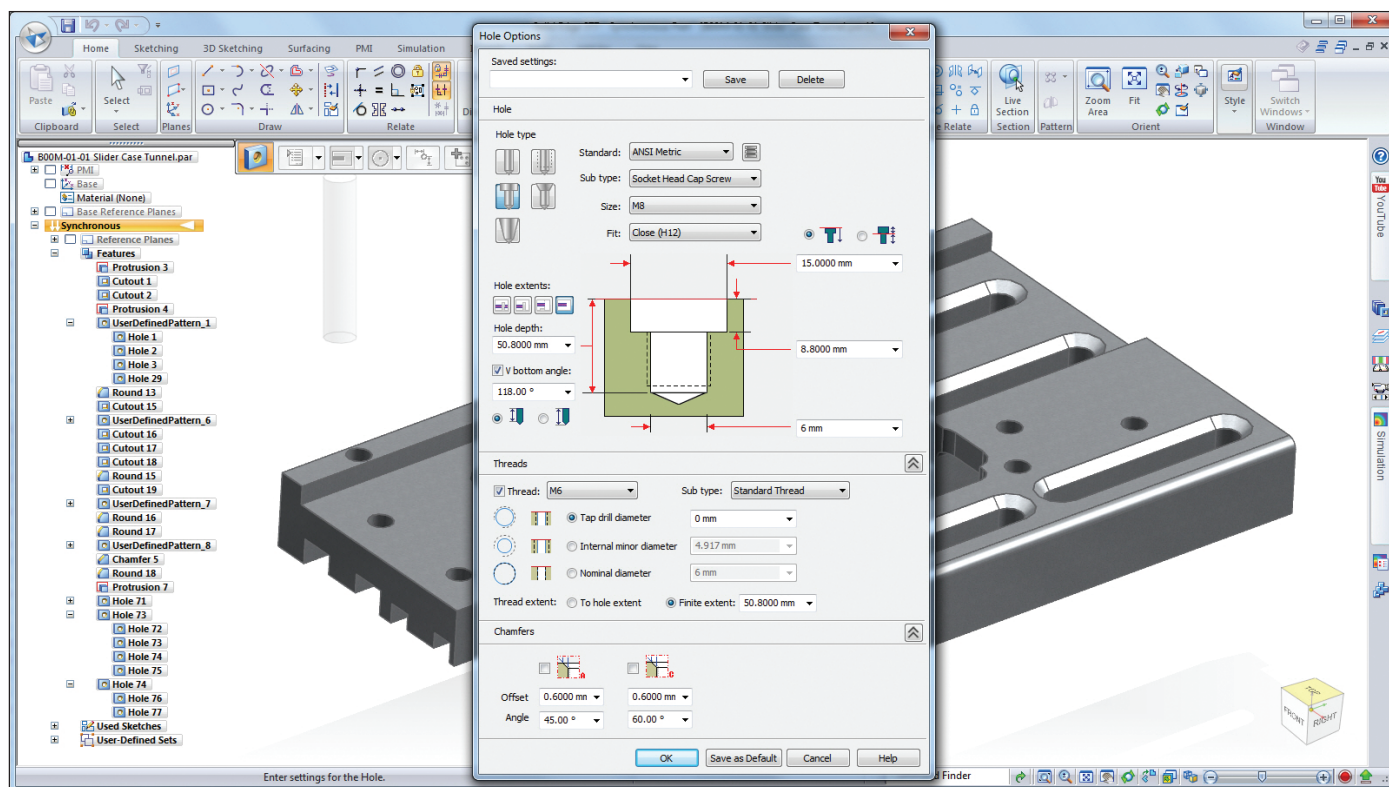 Home Sketching 3D Sketching Surfacing PMI Simulation
Paste
Select
Live
Section
Zoom
Area
Fit
Style
Switch
Windows
Clipboard Select Planes Draw Relate
Relate Section Pattern Orient Window
B00M-01-01 Slider Case Tunnel.par
PMI
Base
Material (None)
Base Reference Planes
Synchronous
Reference Planes
Features
Protrusion 3
Cutout 1
Cutout 2
Protrusion 4
UserDefinedPattern_1
Hole 1
Hole 2
Hole 3
Hole 29
Round 13
Cutout 15
UserDefinedPattern_6
Cutout 16
Cutout 17
Cutout 18
Round 15
Cutout 19
UserDefinedPattern_7
Round 16
Round 17
UserDefinedPattern_8
Chamfer 5
Round 18
Protrusion 7
Hole 71
Hole 73
Hole 72
Hole 73
Hole 74
Hole 75
Hole 74
Hole 76
Hole 77
Used Sketches
User-Defined Sets
Hole Options
Saved settings:
Save Delete
Hole
Hole type
Standard: ANSI Metric
Sub type: Socket Head Cap Screw
Size: M8
Fit: Close (H12)
15.0000 mm
Hole extents:
Hole depth:
50.8000 mm
8.8000 mm
V bottom angle:
118.00 °
6 mm
Threads
Thread: M6 Sub type: Standard Thread
Tap drill diameter 0 mm
Internal minor diameter 4.917 mm
Nominal diameter 6 mm
Thread extent: To hole extent Finite extent: 50.8000 mm
Chamfers
A
C
Offset 0.6000 mm 0.6000 mm
Angle 45.00 ° 60.00 °
OK Save as Default Cancel Help
You
Tube
YouTube
Simulation
TOP
FRONT
RIGHT
Enter settings for the Hole.
Finder